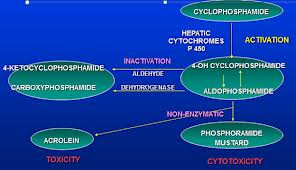 CYCLOPHOSPHAMIDE
HEPATIC
CYTOCHROMES
P 450
ACTIVATION
INACTIVATION
4-KETOCYCLOPHOSPHAMIDE
4-OH CYCLOPHOSPHAMIDE
ALDEHYDE
CARBOXYPHOSPHAMIDE
DEHYDROGENASE
ALDOPHOSPHAMIDE
NON-ENZYMATIC
ACROLEIN
PHOSPHORAMIDE
MUSTARD
TOXICITY
CYTOTOXICITY